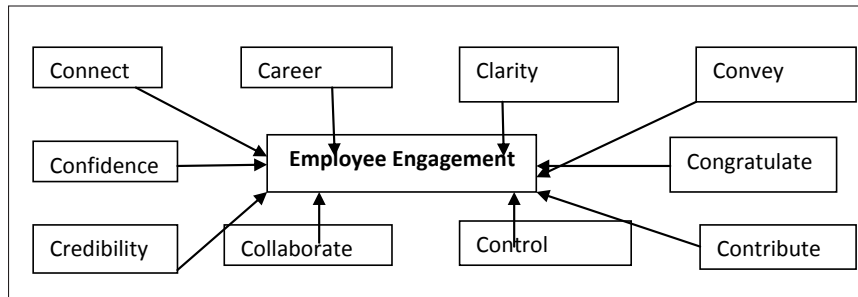 Connect
Career
Clarity
Convey
Confidence
Employee Engagement
Congratulate
Credibility
Collaborate
Control
Contribute